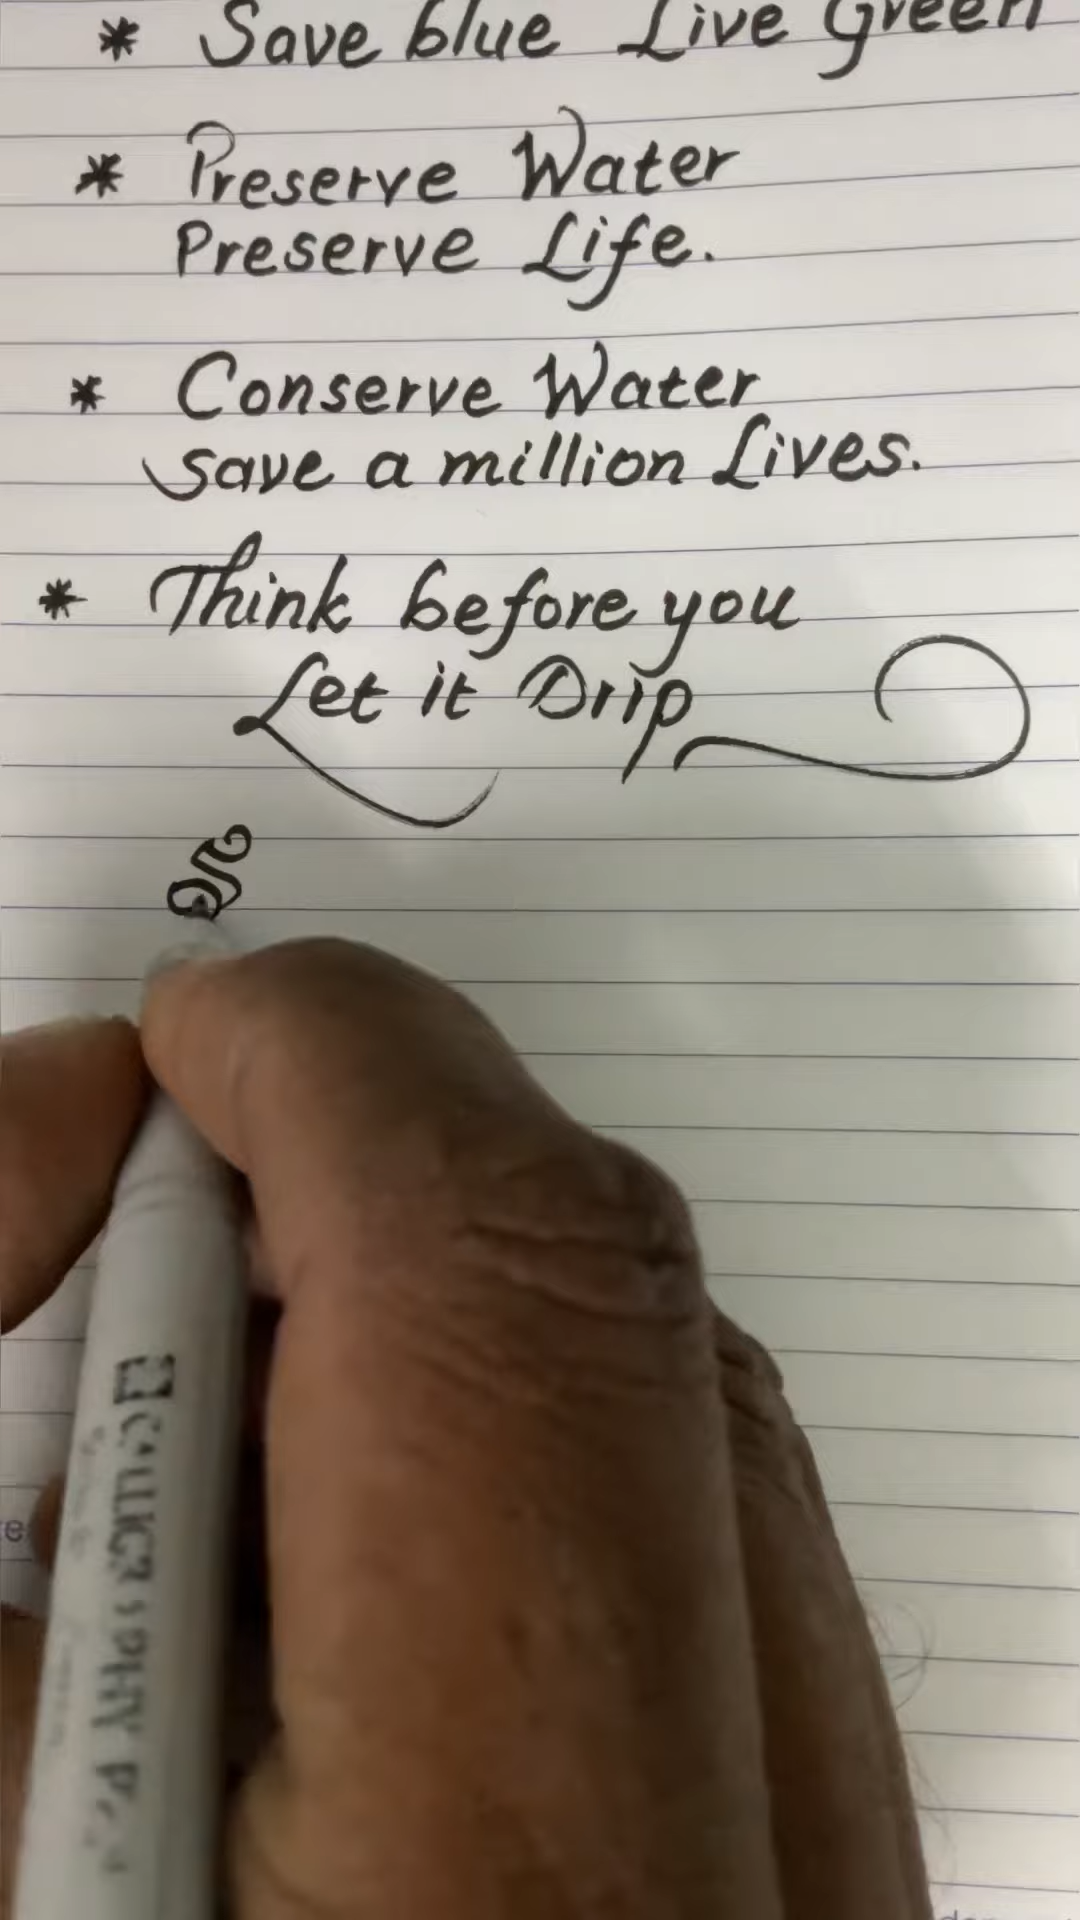 * Save blue Live Green
* Preserve Water
Preserve Life.
* Conserve Water
save a million Lives.
* Think before you
Let it Drip
CALLIGRAPHY PEN